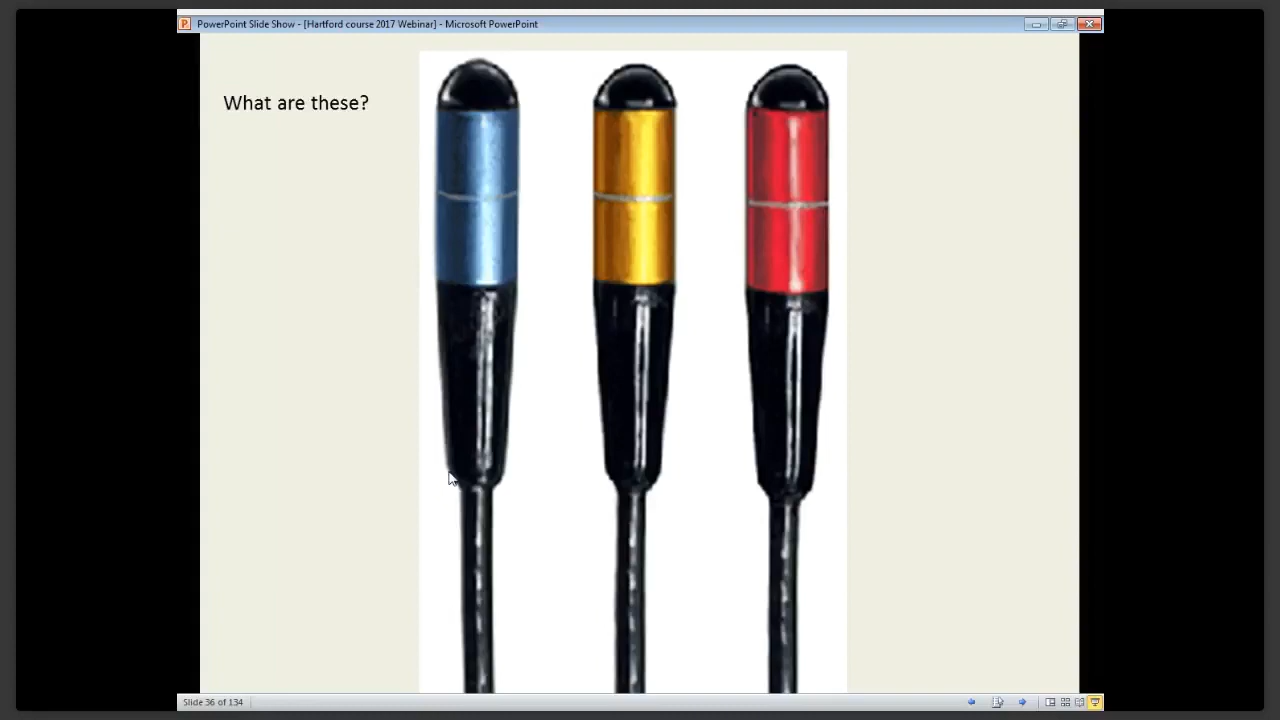 PowerPoint Slide Show - [Hartford course 2017 Webinar] - Microsoft PowerPoint
What are these?
Slide 36 of 134